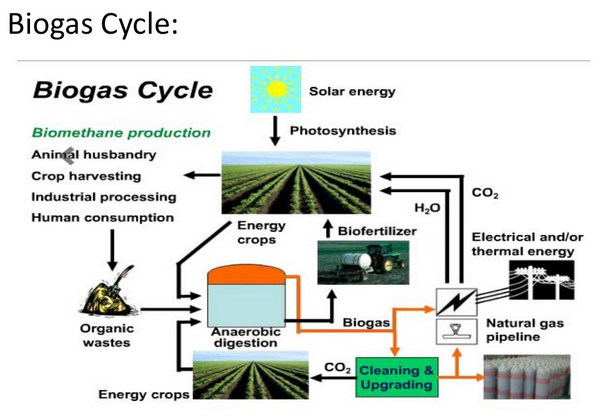 Biogas Cycle:
Biogas Cycle
Solar energy
Photosynthesis
Biomethane production
Animal husbandry
Crop harvesting
Industrial processing
Human consumption
CO₂
H₂O
Energy
crops
Biofertilizer
Electrical and/or
thermal energy
Organic
wastes
Anaerobic
digestion
Biogas
Natural gas
pipeline
CO₂
Cleaning &
Upgrading
Energy crops